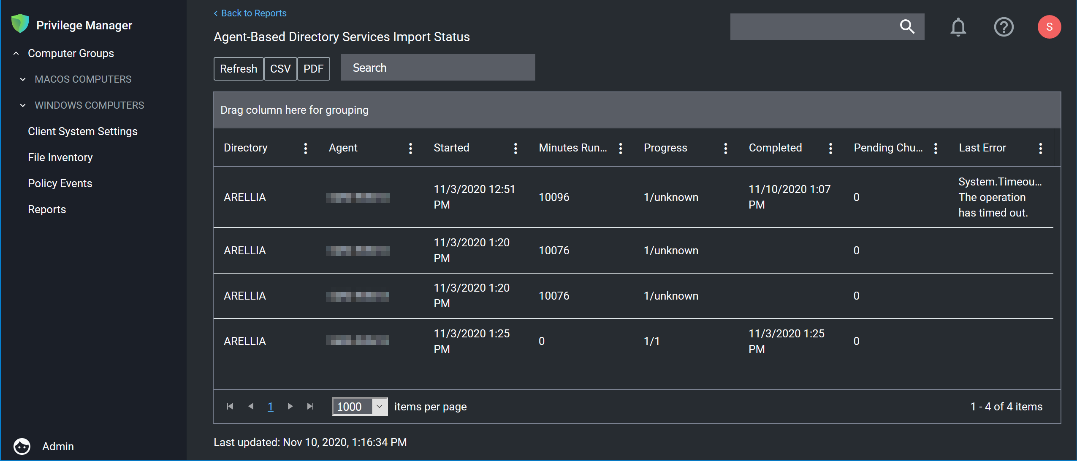 Privilege Manager
Computer Groups
MACOS COMPUTERS
WINDOWS COMPUTERS
Client System Settings
File Inventory
Policy Events
Reports
Admin
< Back to Reports
S
Agent-Based Directory Services Import Status
Refresh CSV PDF Search
Drag column here for grouping
Directory Agent Started Minutes Run... Progress Completed Pending Chu... Last Error
ARELLIA 11/3/2020 12:51 PM 10096 1/unknown 11/10/2020 1:07 PM 0 System.Timeou... The operation has timed out.
ARELLIA 11/3/2020 1:20 PM 10076 1/unknown 0
ARELLIA 11/3/2020 1:20 PM 10076 1/unknown 0
ARELLIA 11/3/2020 1:25 PM 0 1/1 11/3/2020 1:25 PM 0
1 1000 items per page 1 - 4 of 4 items
Last updated: Nov 10, 2020, 1:16:34 PM